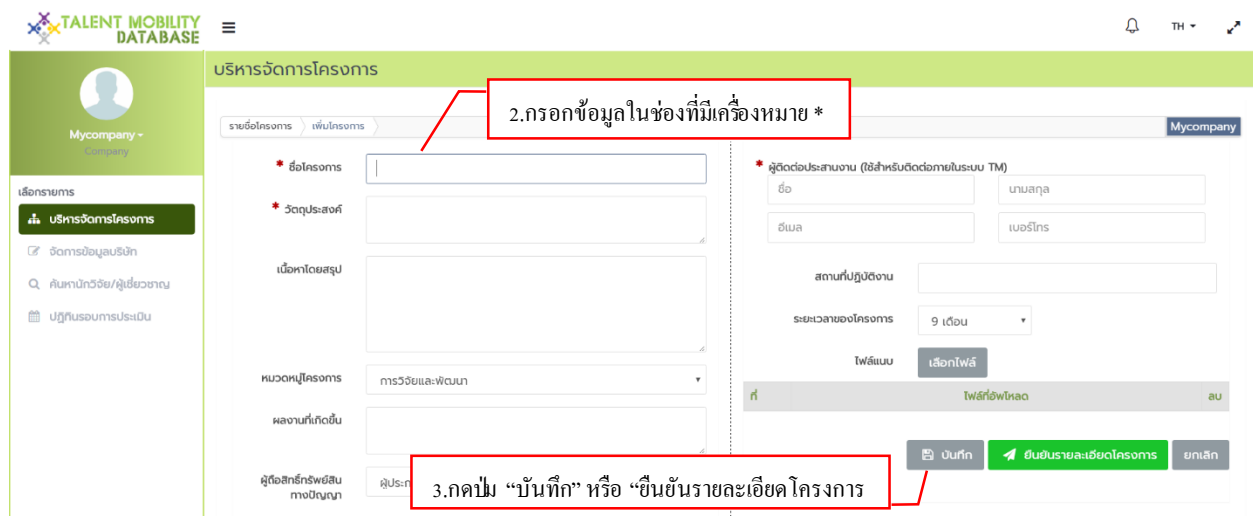 TALENT MOBILITY
DATABASE
TH
บริหารจัดการโครงการ
2.กรอกข้อมูลในช่องที่มีเครื่องหมาย *
Mycompany
Company
รายชื่อโครงการ
เพิ่มโครงการ
Mycompany
* ชื่อโครงการ
* ผู้ติดต่อประสานงาน (ใช้สำหรับติดต่อภายในระบบ TM)
ชื่อ
นามสกุล
เลือกรายการ
บริหารจัดการโครงการ
* วัตถุประสงค์
อีเมล
เบอร์โทร
จัดการข้อมูลบริษัท
ค้นหานักวิจัย/ผู้เชี่ยวชาญ
ปฏิทินรอบการประเมิน
เนื้อหาโดยสรุป
สถานที่ปฏิบัติงาน
ระยะเวลาของโครงการ
9 เดือน
ไฟล์แนบ
เลือกไฟล์
หมวดหมู่โครงการ
การวิจัยและพัฒนา
ที่
ไฟล์ที่อัพโหลด
ลบ
ผลงานที่เกิดขึ้น
บันทึก
ยืนยันรายละเอียดโครงการ
ยกเลิก
ผู้ถือสิทธิ์ทรัพย์สิน
ทางปัญญา
3.กดปุ่ม “บันทึก” หรือ “ยืนยันรายละเอียดโครงการ